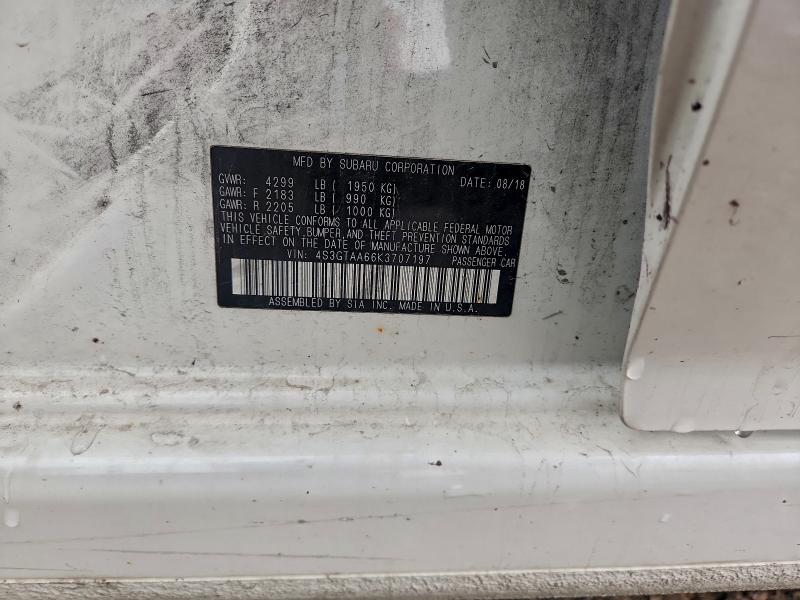 MFD BY SUBARU CORPORATION
GVWR: 4299 LB ( 1950 KG) DATE: 08/18
GAWR: F 2183 LB ( 990 KG)
GAWR: R 2205 LB ( 1000 KG)
THIS VEHICLE CONFORMS TO ALL APPLICABLE FEDERAL MOTOR
VEHICLE SAFETY, BUMPER, AND THEFT PREVENTION STANDARDS
IN EFFECT ON THE DATE OF MANUFACTURE SHOWN ABOVE.
VIN: 4S3GTAA66K3707197 PASSENGER CAR
ASSEMBLED BY SIA INC. MADE IN U.S.A.